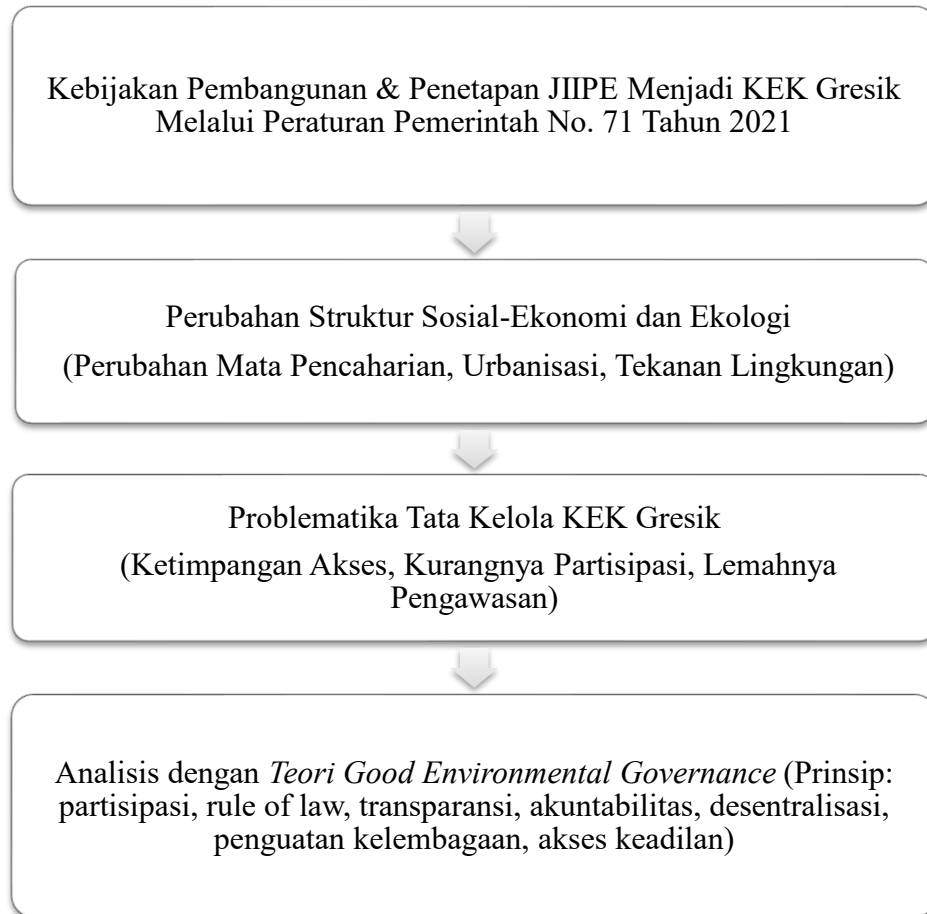 Kebijakan Pembangunan & Penetapan JIIPE Menjadi KEK Gresik
Melalui Peraturan Pemerintah No. 71 Tahun 2021
Perubahan Struktur Sosial-Ekonomi dan Ekologi
(Perubahan Mata Pencaharian, Urbanisasi, Tekanan Lingkungan)
Problematika Tata Kelola KEK Gresik
(Ketimpangan Akses, Kurangnya Partisipasi, Lemahnya
Pengawasan)
Analisis dengan Teori Good Environmental Governance (Prinsip:
partisipasi, rule of law, transparansi, akuntabilitas, desentralisasi,
penguatan kelembagaan, akses keadilan)